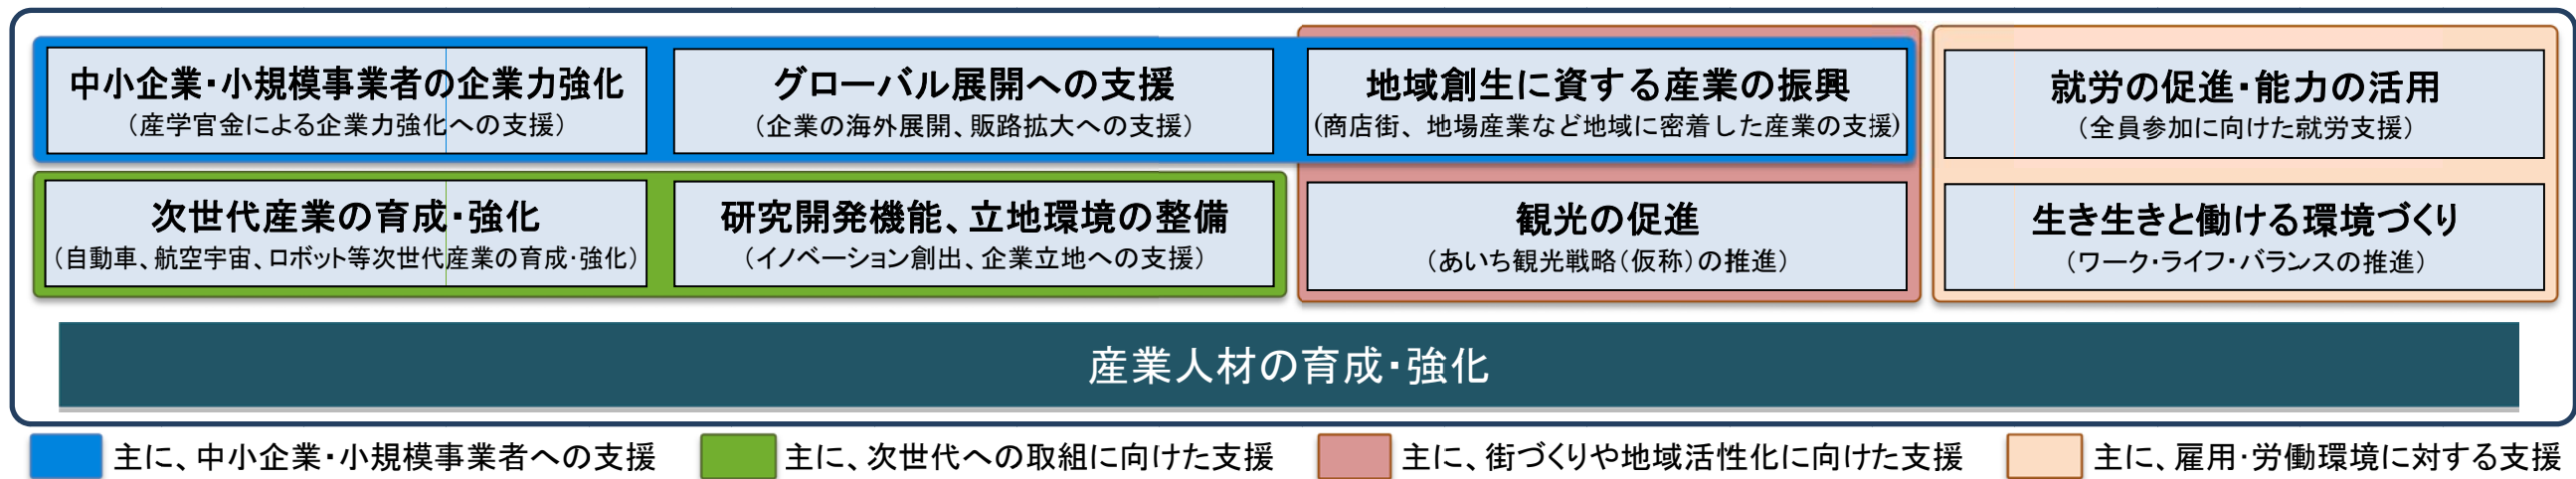 中小企業・小規模事業者の企業力強化
（産学官金による企業力強化への支援）
グローバル展開への支援
（企業の海外展開、販路拡大への支援）
地域創生に資する産業の振興
（商店街、地場産業など地域に密着した産業の支援）
就労の促進・能力の活用
（全員参加に向けた就労支援）
次世代産業の育成・強化
（自動車、航空宇宙、ロボット等次世代産業の育成・強化）
研究開発機能、立地環境の整備
（イノベーション創出、企業立地への支援）
観光の促進
（あいち観光戦略（仮称）の推進）
生き生きと働ける環境づくり
（ワーク・ライフ・バランスの推進）
産業人材の育成・強化
主に、中小企業・小規模事業者への支援
主に、次世代への取組に向けた支援
主に、街づくりや地域活性化に向けた支援
主に、雇用・労働環境に対する支援